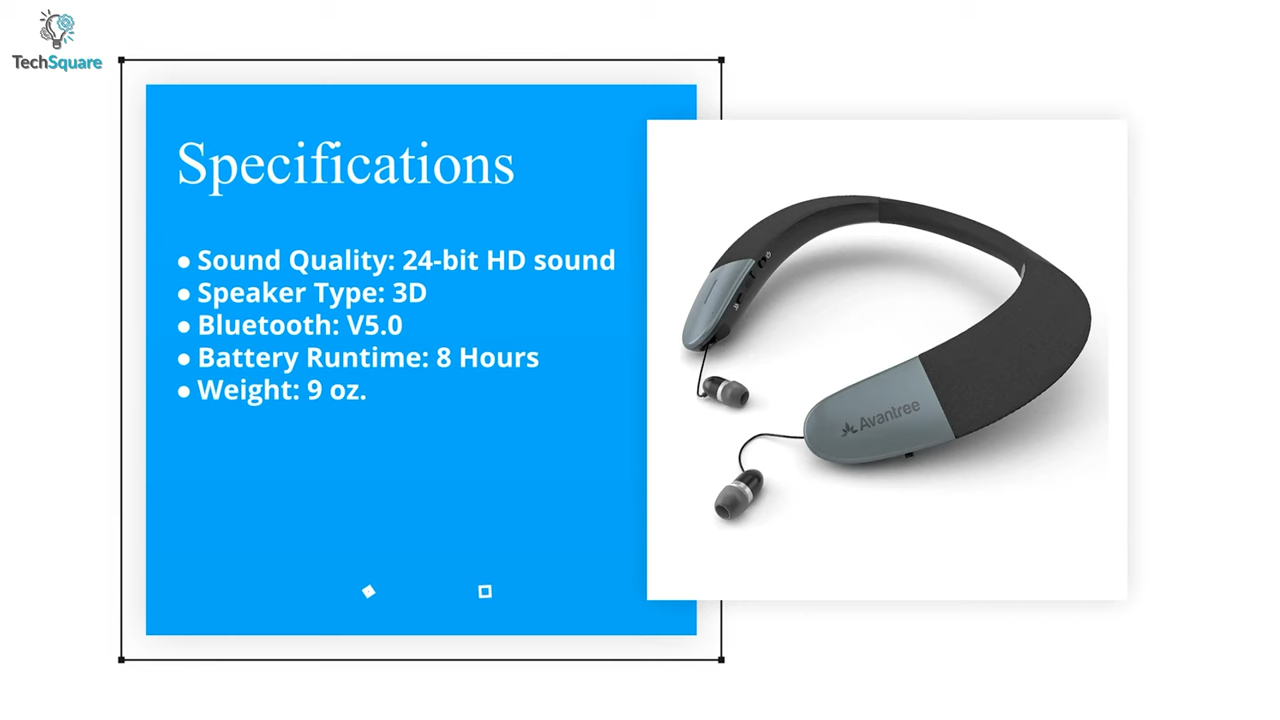 TechSquare
Specifications
● Sound Quality: 24-bit HD sound
● Speaker Type: 3D
● Bluetooth: V5.0
● Battery Runtime: 8 Hours
● Weight: 9 oz.
Avantree